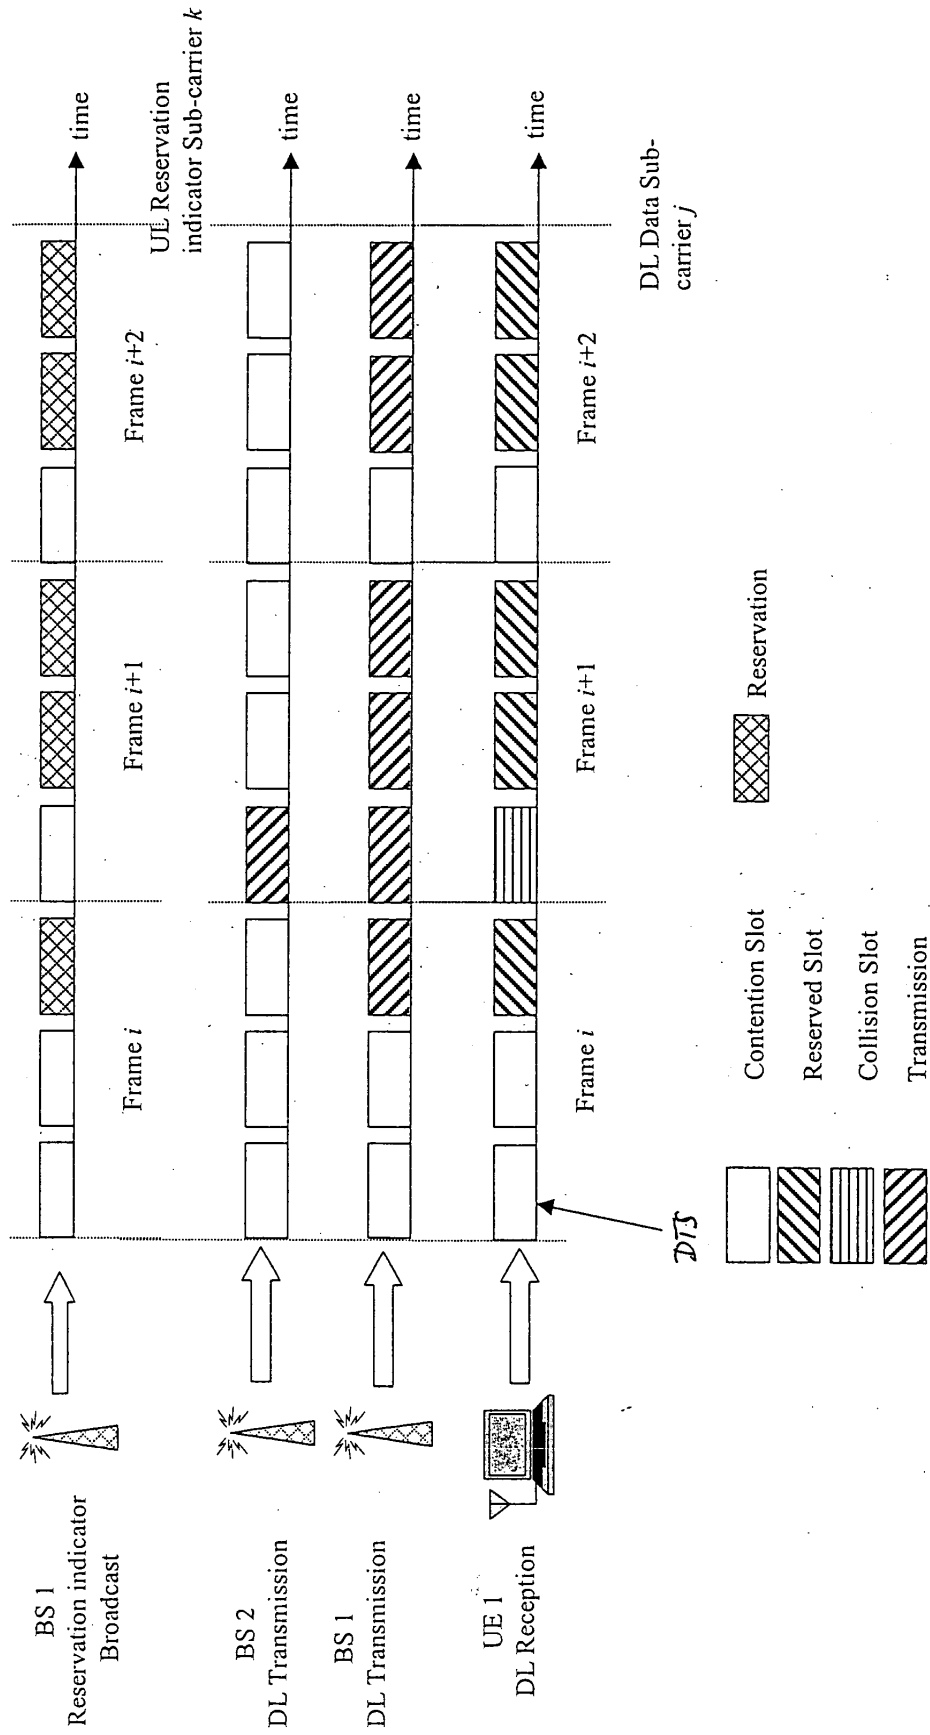 BS 1
Reservation indicator
Broadcast
Frame i
Frame i+1
Frame i+2
time
UL Reservation
indicator Sub-carrier k
BS 2
DL Transmission
time
BS 1
DL Transmission
time
UE 1
DL Reception
time
Frame i
Frame i+1
Frame i+2
DL Data Sub-
carrier j
DTS
Contention Slot
Reserved Slot
Collision Slot
Transmission
Reservation